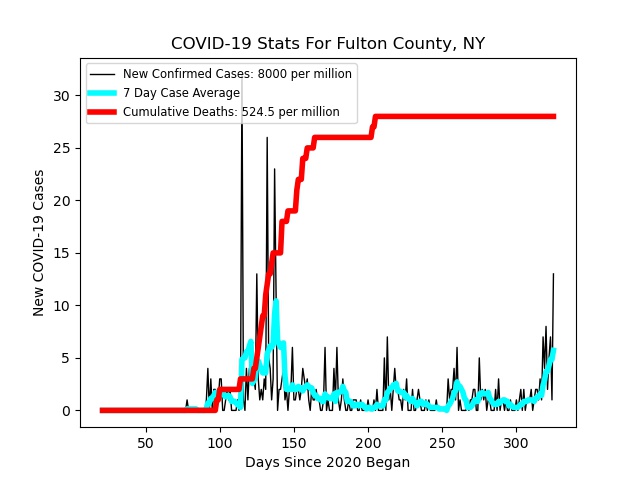 COVID-19 Stats For Fulton County, NY
New Confirmed Cases: 8000 per million
7 Day Case Average
Cumulative Deaths: 524.5 per million
New COVID-19 Cases
30
25
20
15
10
5
0
50 100 150 200 250 300
Days Since 2020 Began